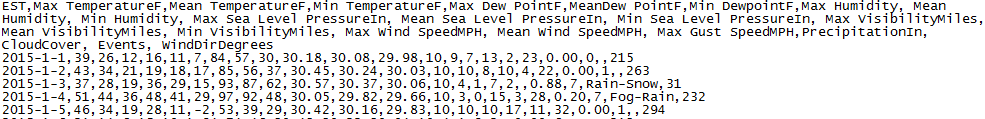 EST,Max TemperatureF,Mean TemperatureF,Min TemperatureF,Max Dew PointF,MeanDew PointF,Min DewpointF,Max Humidity, Mean
Humidity, Min Humidity, Max Sea Level PressureIn, Mean Sea Level PressureIn, Min Sea Level PressureIn, Max VisibilityMiles,
Mean VisibilityMiles, Min VisibilityMiles, Max Wind SpeedMPH, Mean Wind SpeedMPH, Max Gust SpeedMPH,PrecipitationIn,
CloudCover, Events, WindDirDegrees
2015-1-1,39,26,12,16,11,7,84,57,30,30.18,30.08,29.98,10,9,7,13,2,23,0.00,0,,215
2015-1-2,43,34,21,19,18,17,85,56,37,30.45,30.24,30.03,10,10,8,10,4,22,0.00,1,,263
2015-1-3,37,28,19,36,29,15,93,87,62,30.57,30.37,30.06,10,4,1,7,2,,0.88,7,Rain-Snow,31
2015-1-4,51,44,36,48,41,29,97,92,48,30.05,29.82,29.66,10,3,0,15,3,28,0.20,7,Fog-Rain,232
2015-1-5,46,34,19,28,11,-2,53,39,29,30.42,30.16,29.83,10,10,10,17,11,32,0.00,1,,294